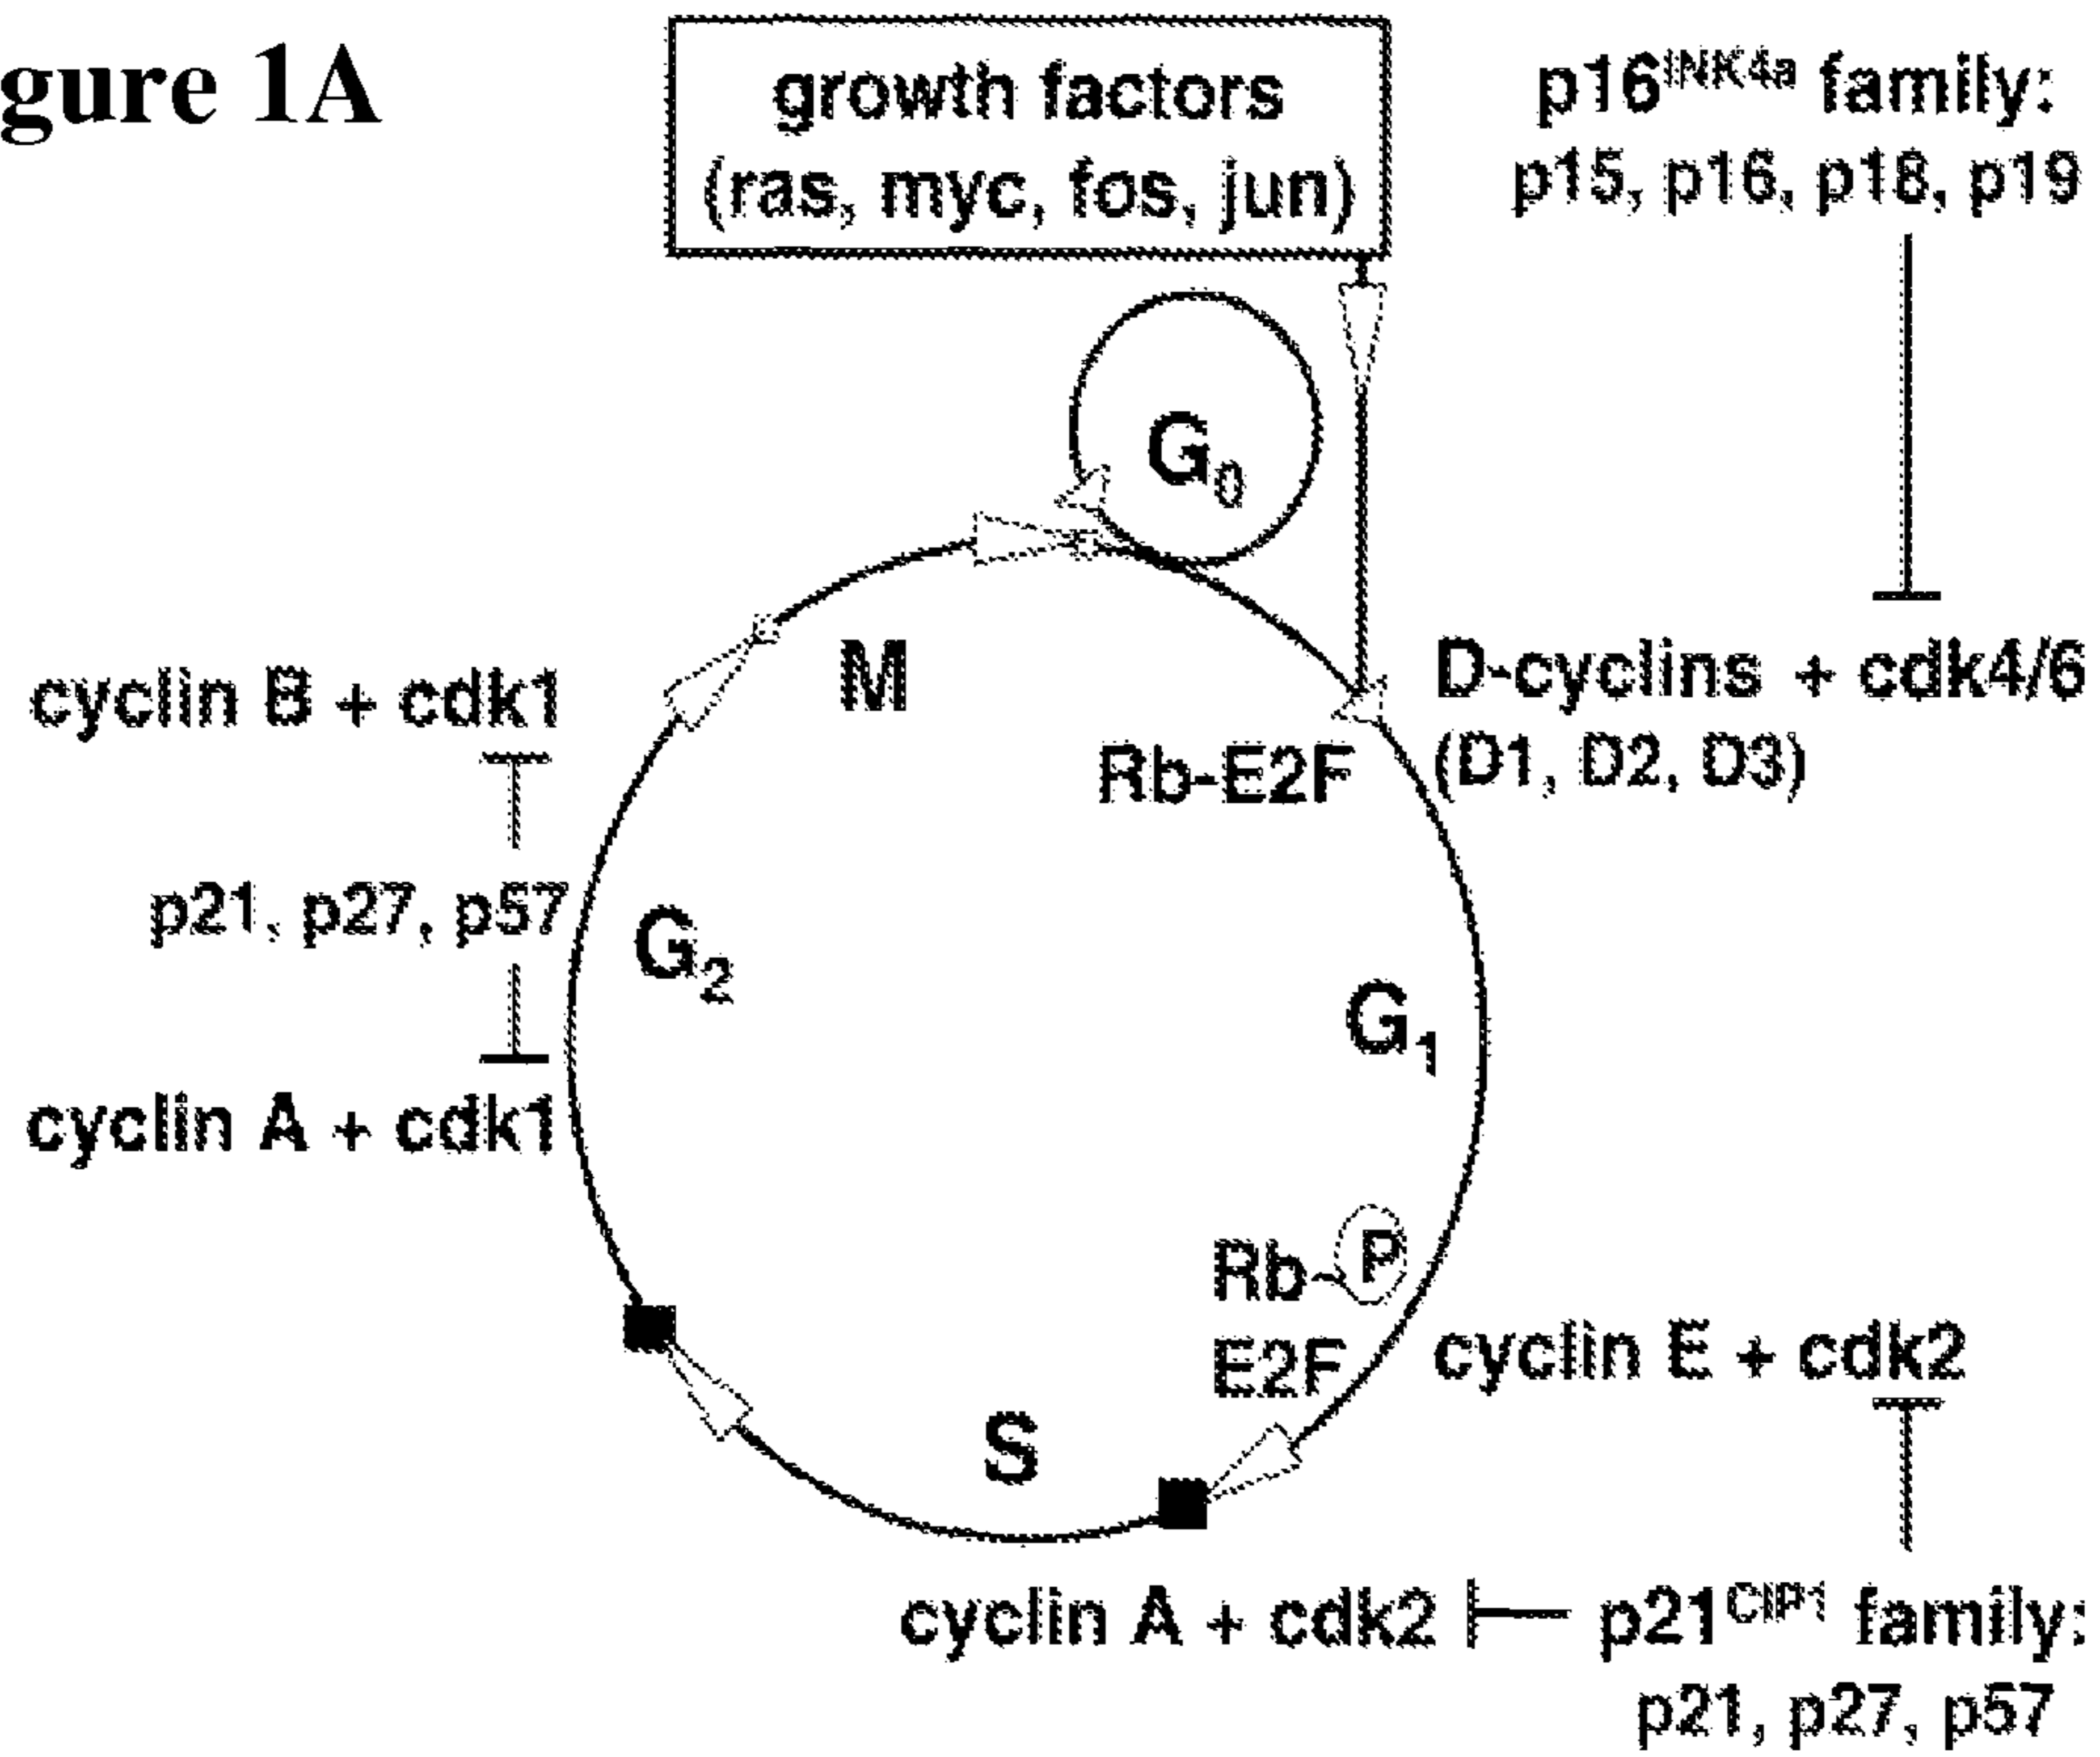 gure 1A
growth factors
(ras, myc, fos, jun)
p16INK4a family:
p15, p16, p18, p19
G0
M
cyclin B + cdk1
D-cyclins + cdk4/6
(D1, D2, D3)
Rb-E2F
p21, p27, p57
G2
G1
cyclin A + cdk1
Rb-P
E2F
cyclin E + cdk2
S
cyclin A + cdk2
p21CIP1 family:
p21, p27, p57